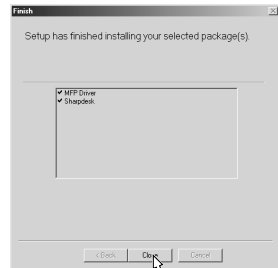 Finish
Setup has finished installing your selected package(s).
MFP Driver
Sharpdesk
< Back
Close
Cancel